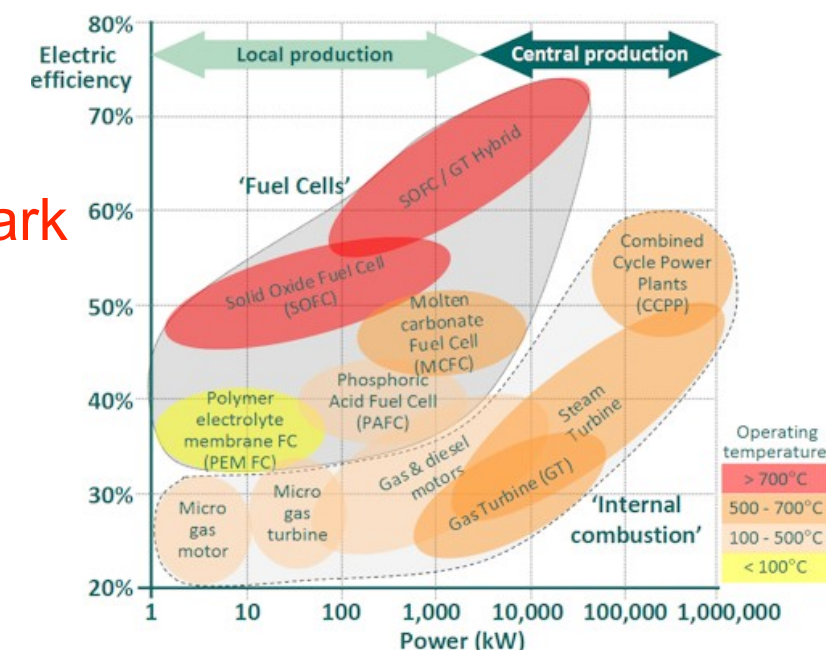 80%
Electric
efficiency
Local production
Central production
70%
ark
'Fuel Cells'
SOFC / GT Hybrid
60%
Solid Oxide Fuel Cell
(SOFC)
Combined
Cycle Power
Plants
(CCPP)
50%
Molten
carbonate
Fuel Cell
(MCFC)
40%
Phosphoric
Acid Fuel Cell
(PAFC)
Polymer
electrolyte
membrane FC
(PEM FC)
Steam
Turbine
Gas & diesel
motors
Gas Turbine (GT)
30%
Micro
gas
motor
Micro
gas
turbine
'Internal
combustion'
20%
1
10
100
1,000
10,000
100,000
1,000,000
Power (kW)
Operating
temperature
> 700°C
500 - 700°C
100 - 500°C
< 100°C